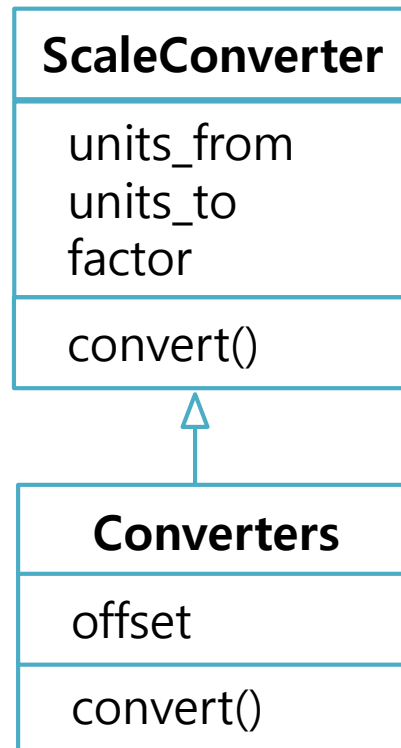 ScaleConverter
units_from
units_to
factor
convert()
Converters
offset
convert()